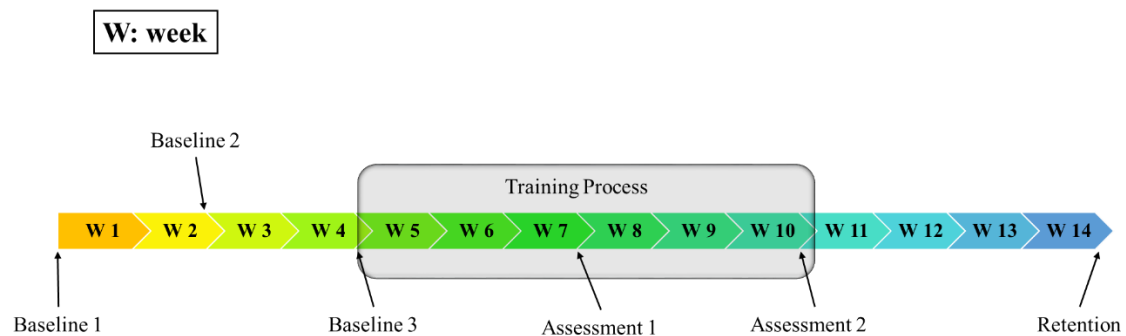 W: week
Baseline 2
Training Process
W 1 W 2 W 3 W 4 W 5 W 6 W 7 W 8 W 9 W 10 W 11 W 12 W 13 W 14
Baseline 1 Baseline 3 Assessment 1 Assessment 2 Retention